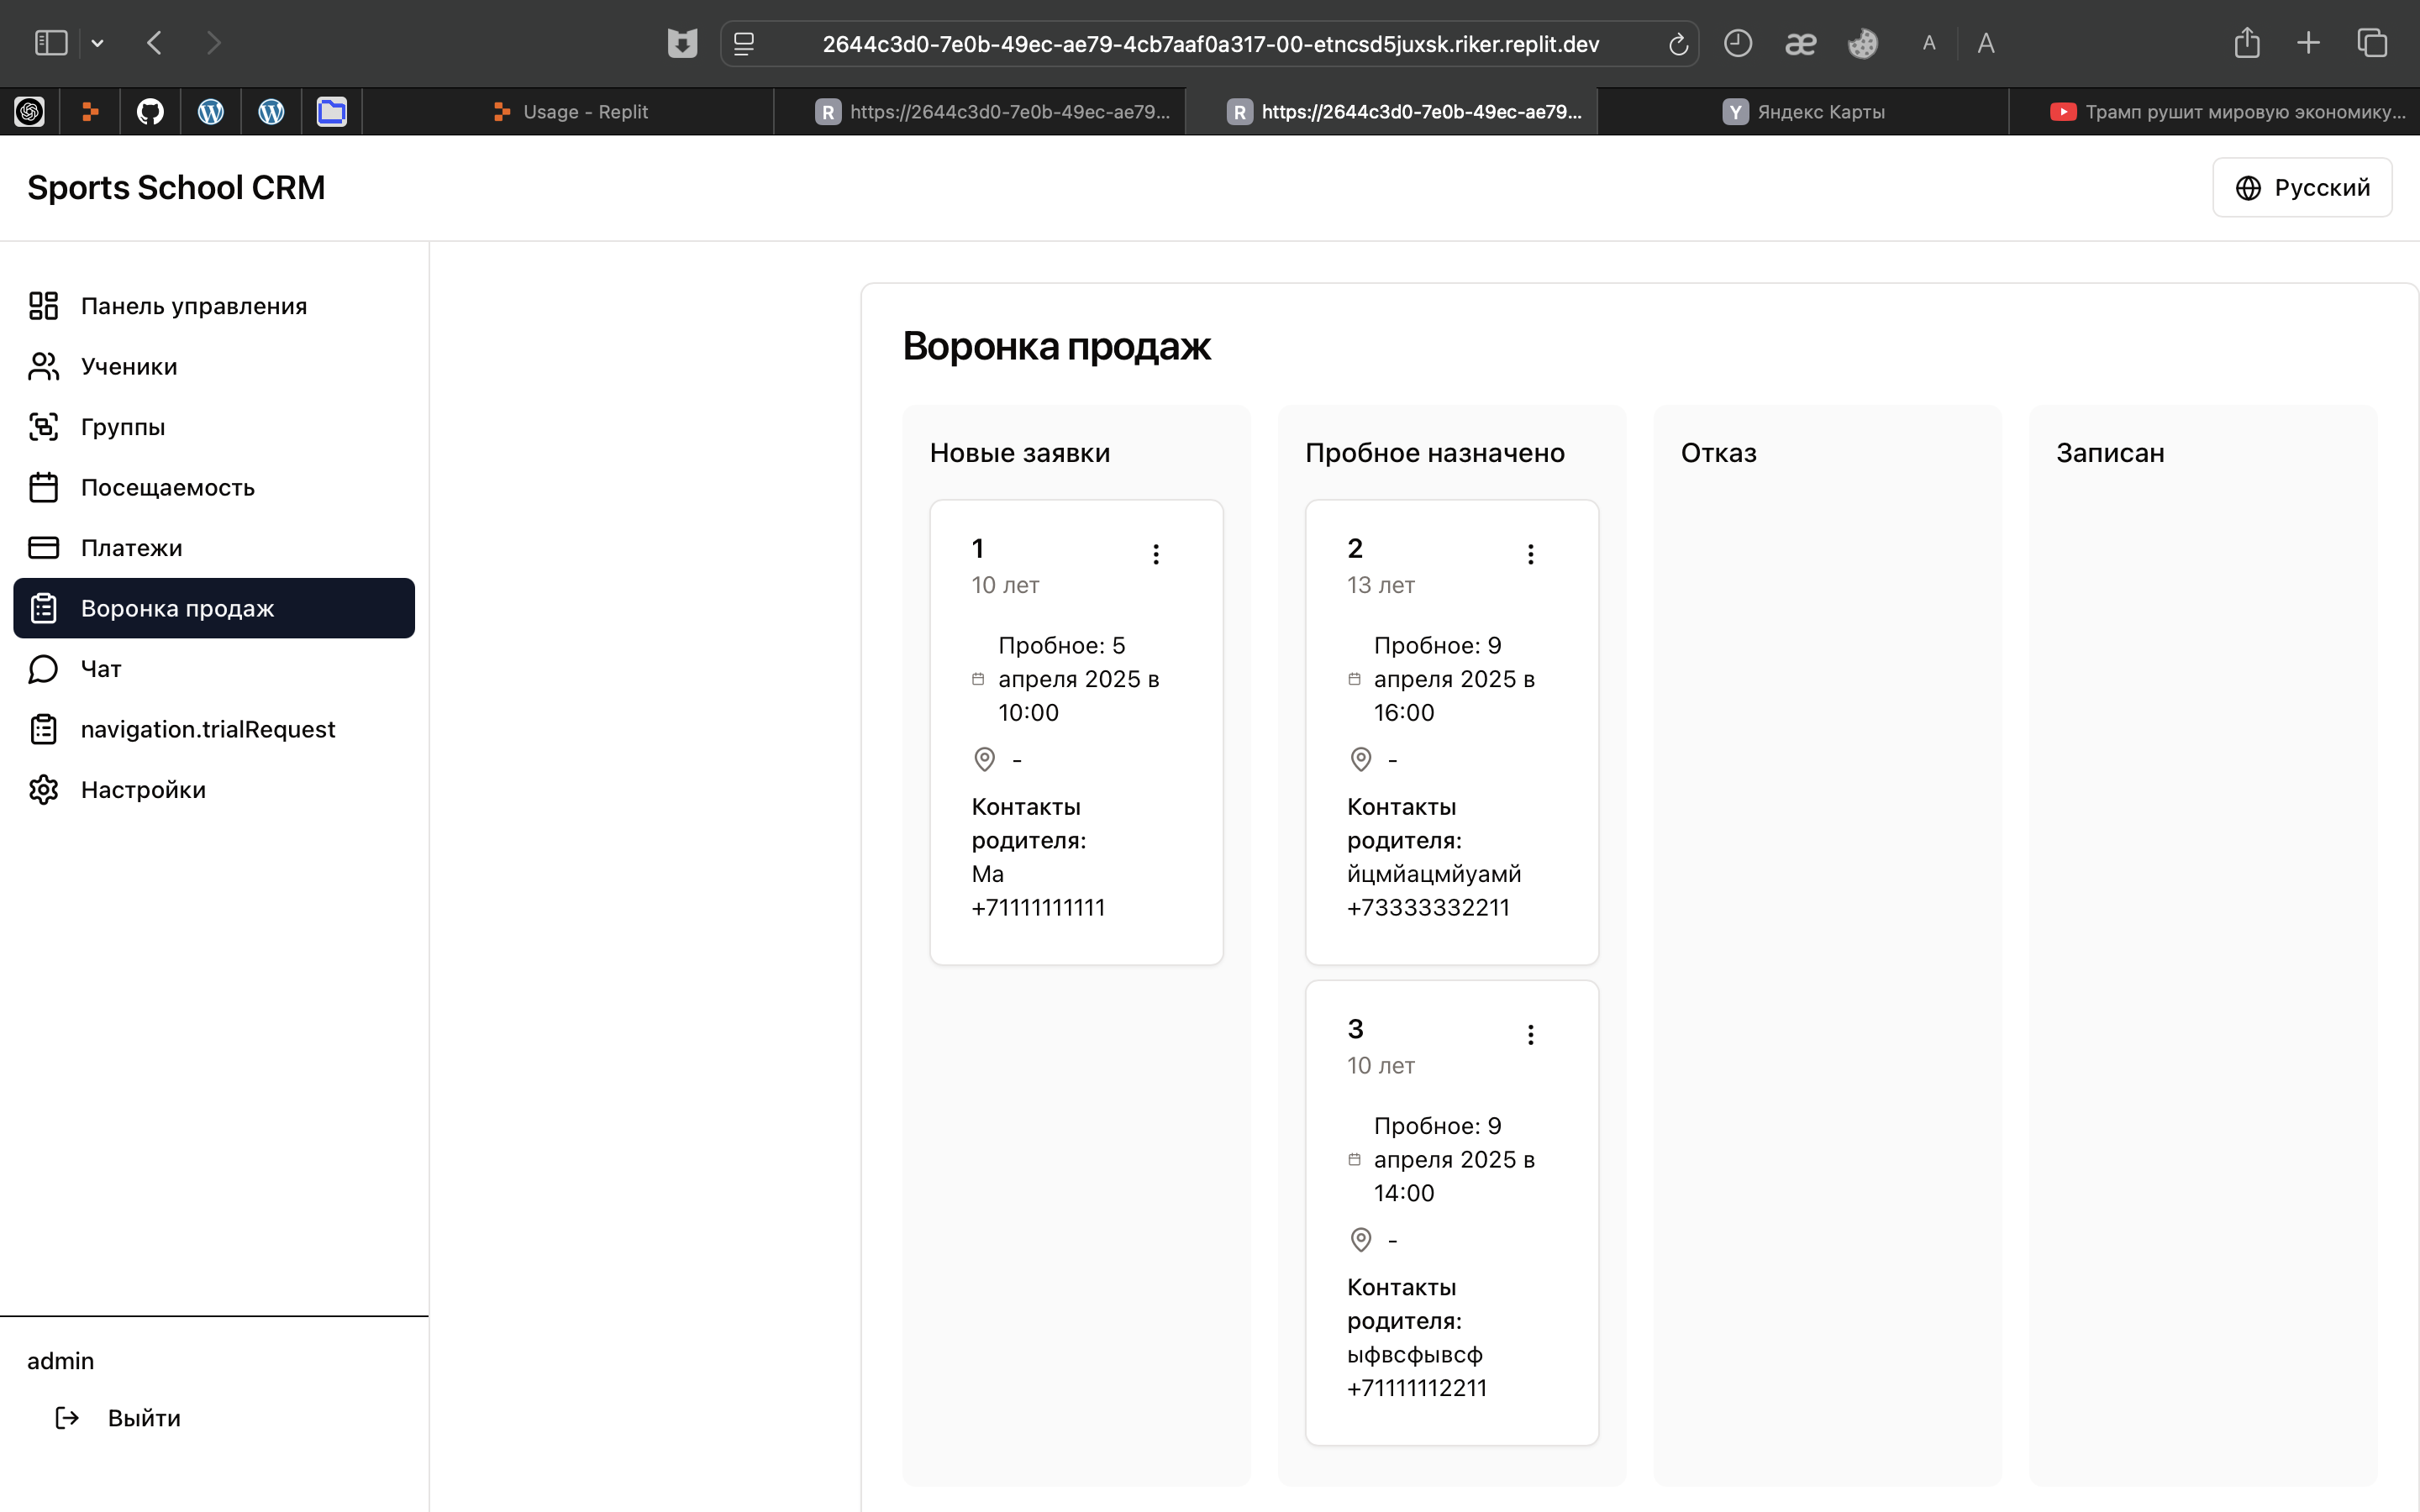 2644c3d0-7e0b-49ec-ae79-4cb7aaf0a317-00-etncsd5juxsk.riker.replit.dev
A
A
Usage - Replit
R https://2644c3d0-7e0b-49ec-ae79...
R https://2644c3d0-7e0b-49ec-ae79...
Y Яндекс Карты
Трамп рушит мировую экономику...
Sports School CRM
Русский
Панель управления
Ученики
Группы
Посещаемость
Платежи
Воронка продаж
Чат
navigation.trialRequest
Настройки
admin
Выйти
Воронка продаж
Новые заявки
1
10 лет
Пробное: 5
апреля 2025 в
10:00
-
Контакты
родителя:
Ма
+71111111111
Пробное назначено
2
13 лет
Пробное: 9
апреля 2025 в
16:00
-
Контакты
родителя:
йцмйацмйуамй
+73333332211
3
10 лет
Пробное: 9
апреля 2025 в
14:00
-
Контакты
родителя:
ыфвсфывсф
+71111112211
Отказ
Записан